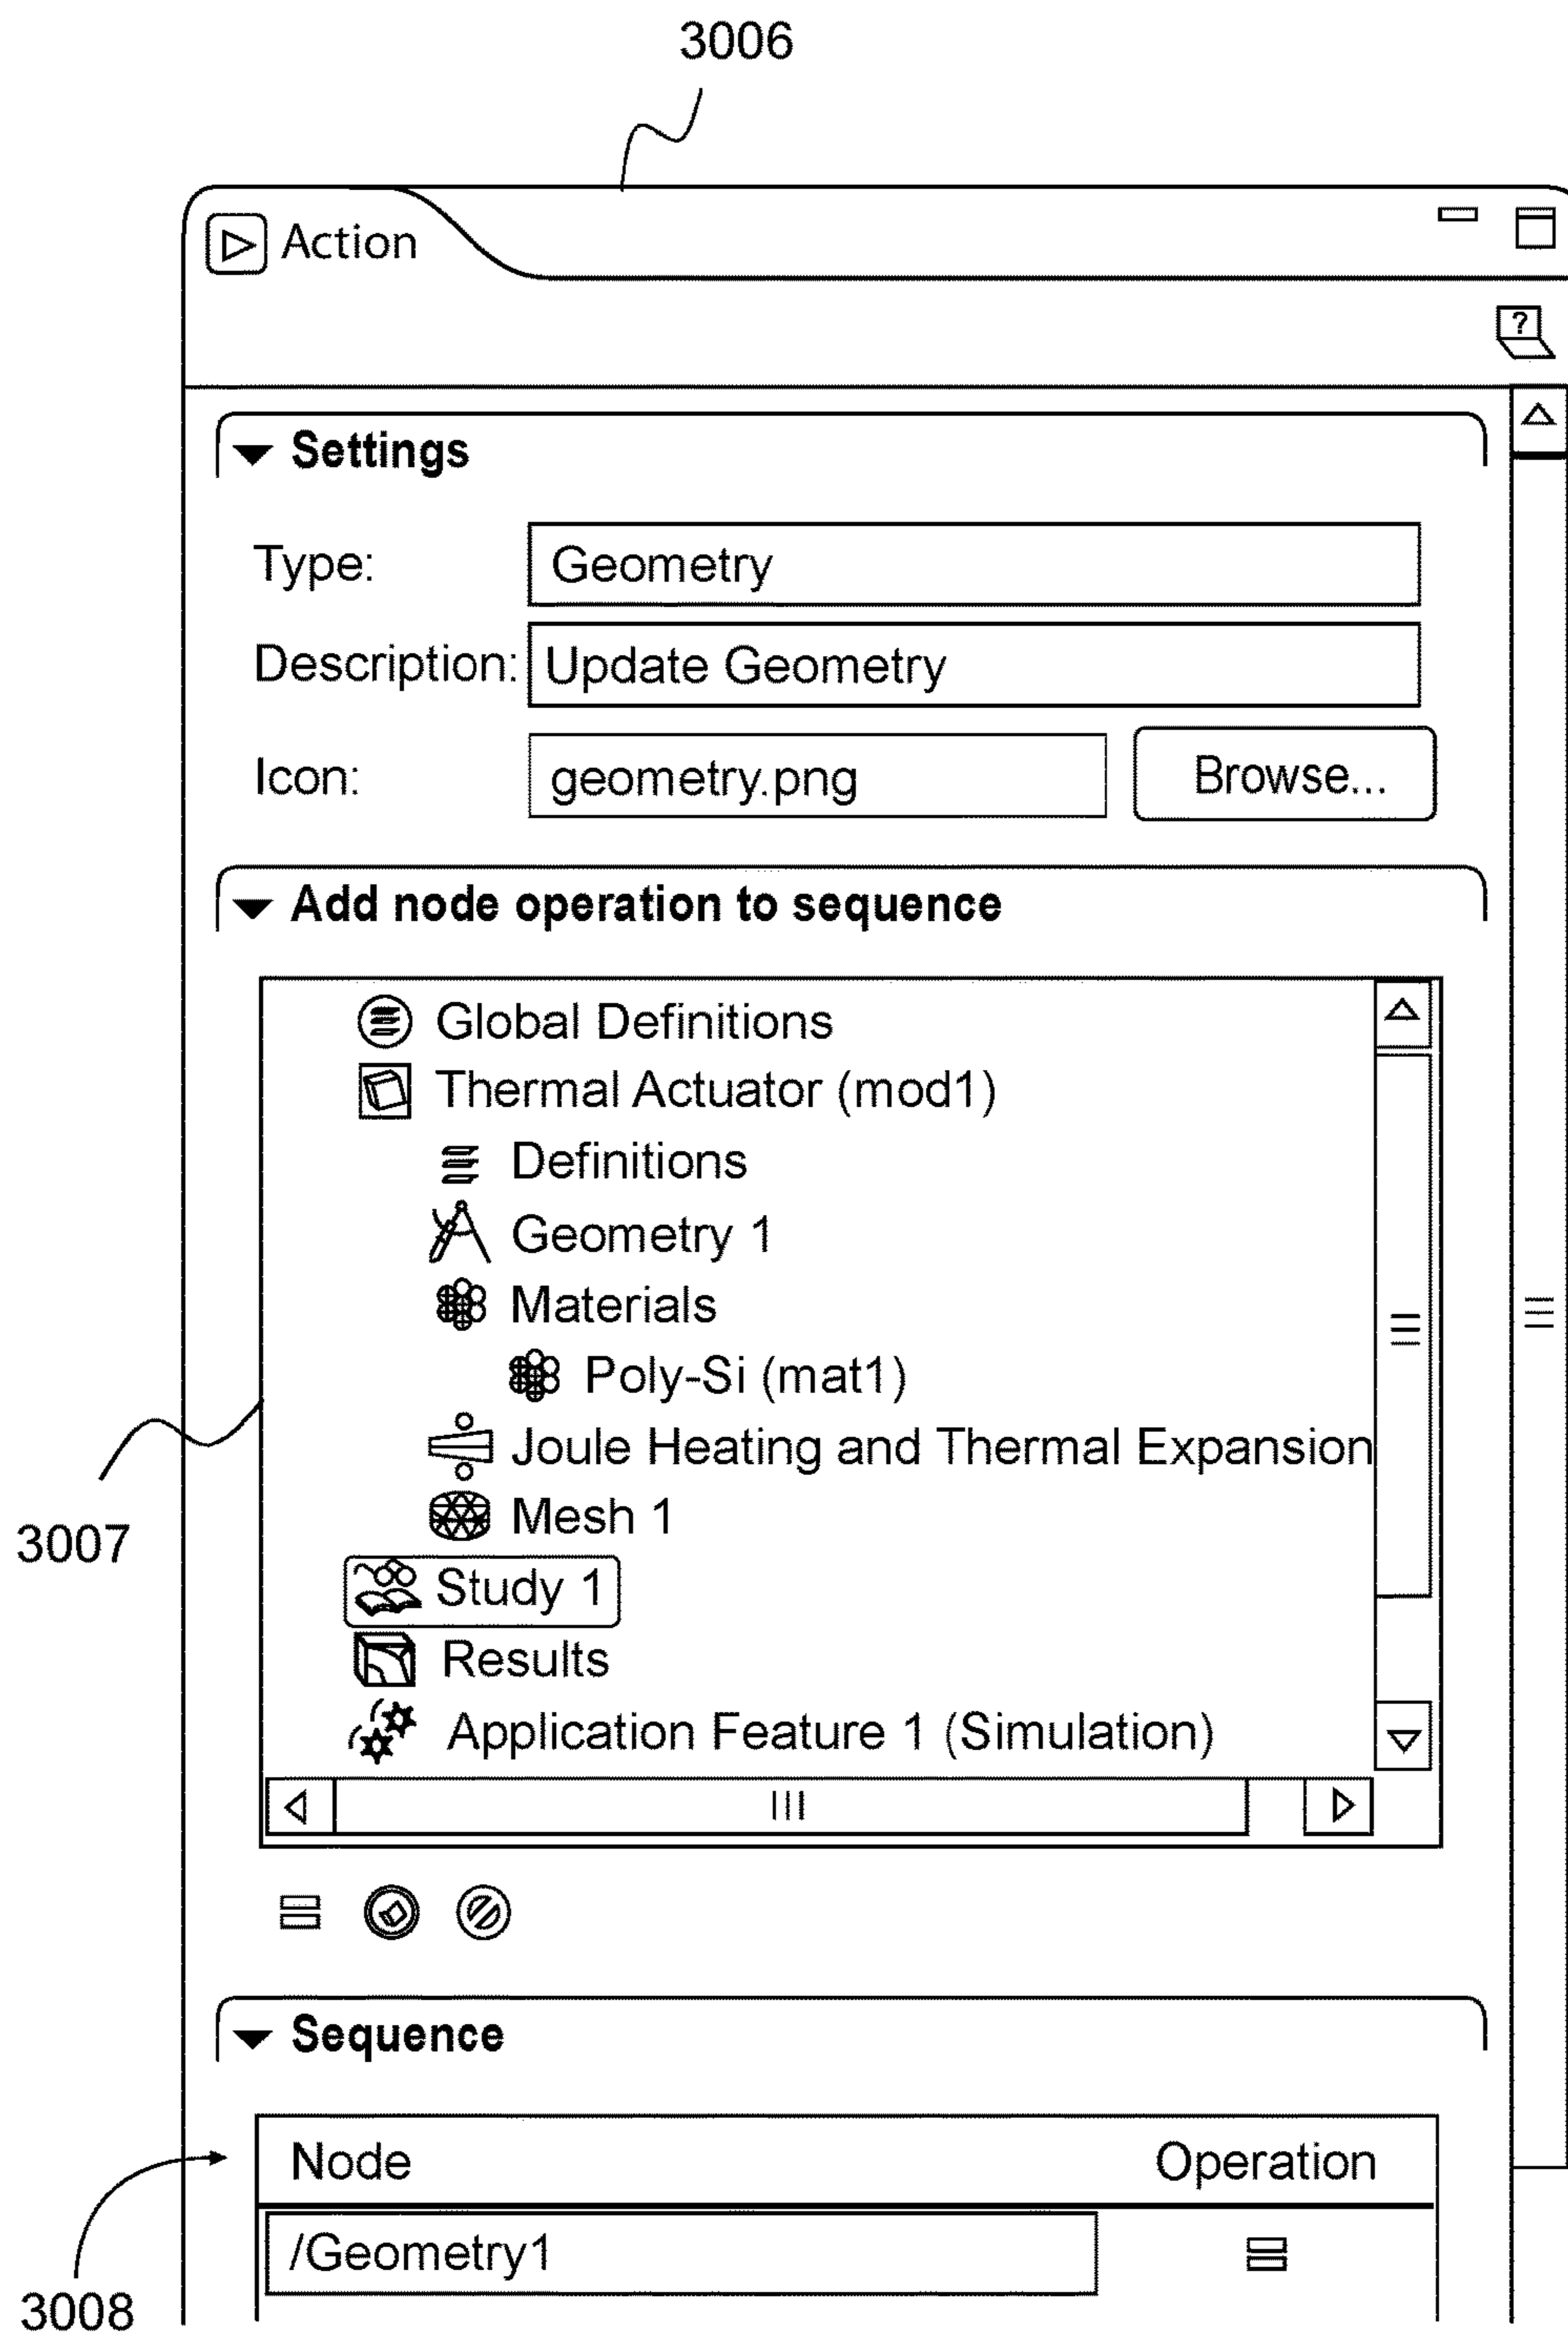 3006
Action
?
Settings
Type: Geometry
Description: Update Geometry
Icon: geometry.png Browse...
Add node operation to sequence
Global Definitions
Thermal Actuator (mod1)
Definitions
Geometry 1
Materials
Poly-Si (mat1)
Joule Heating and Thermal Expansion
3007
Mesh 1
Study 1
Results
Application Feature 1 (Simulation)
Sequence
Node Operation
/Geometry1
3008